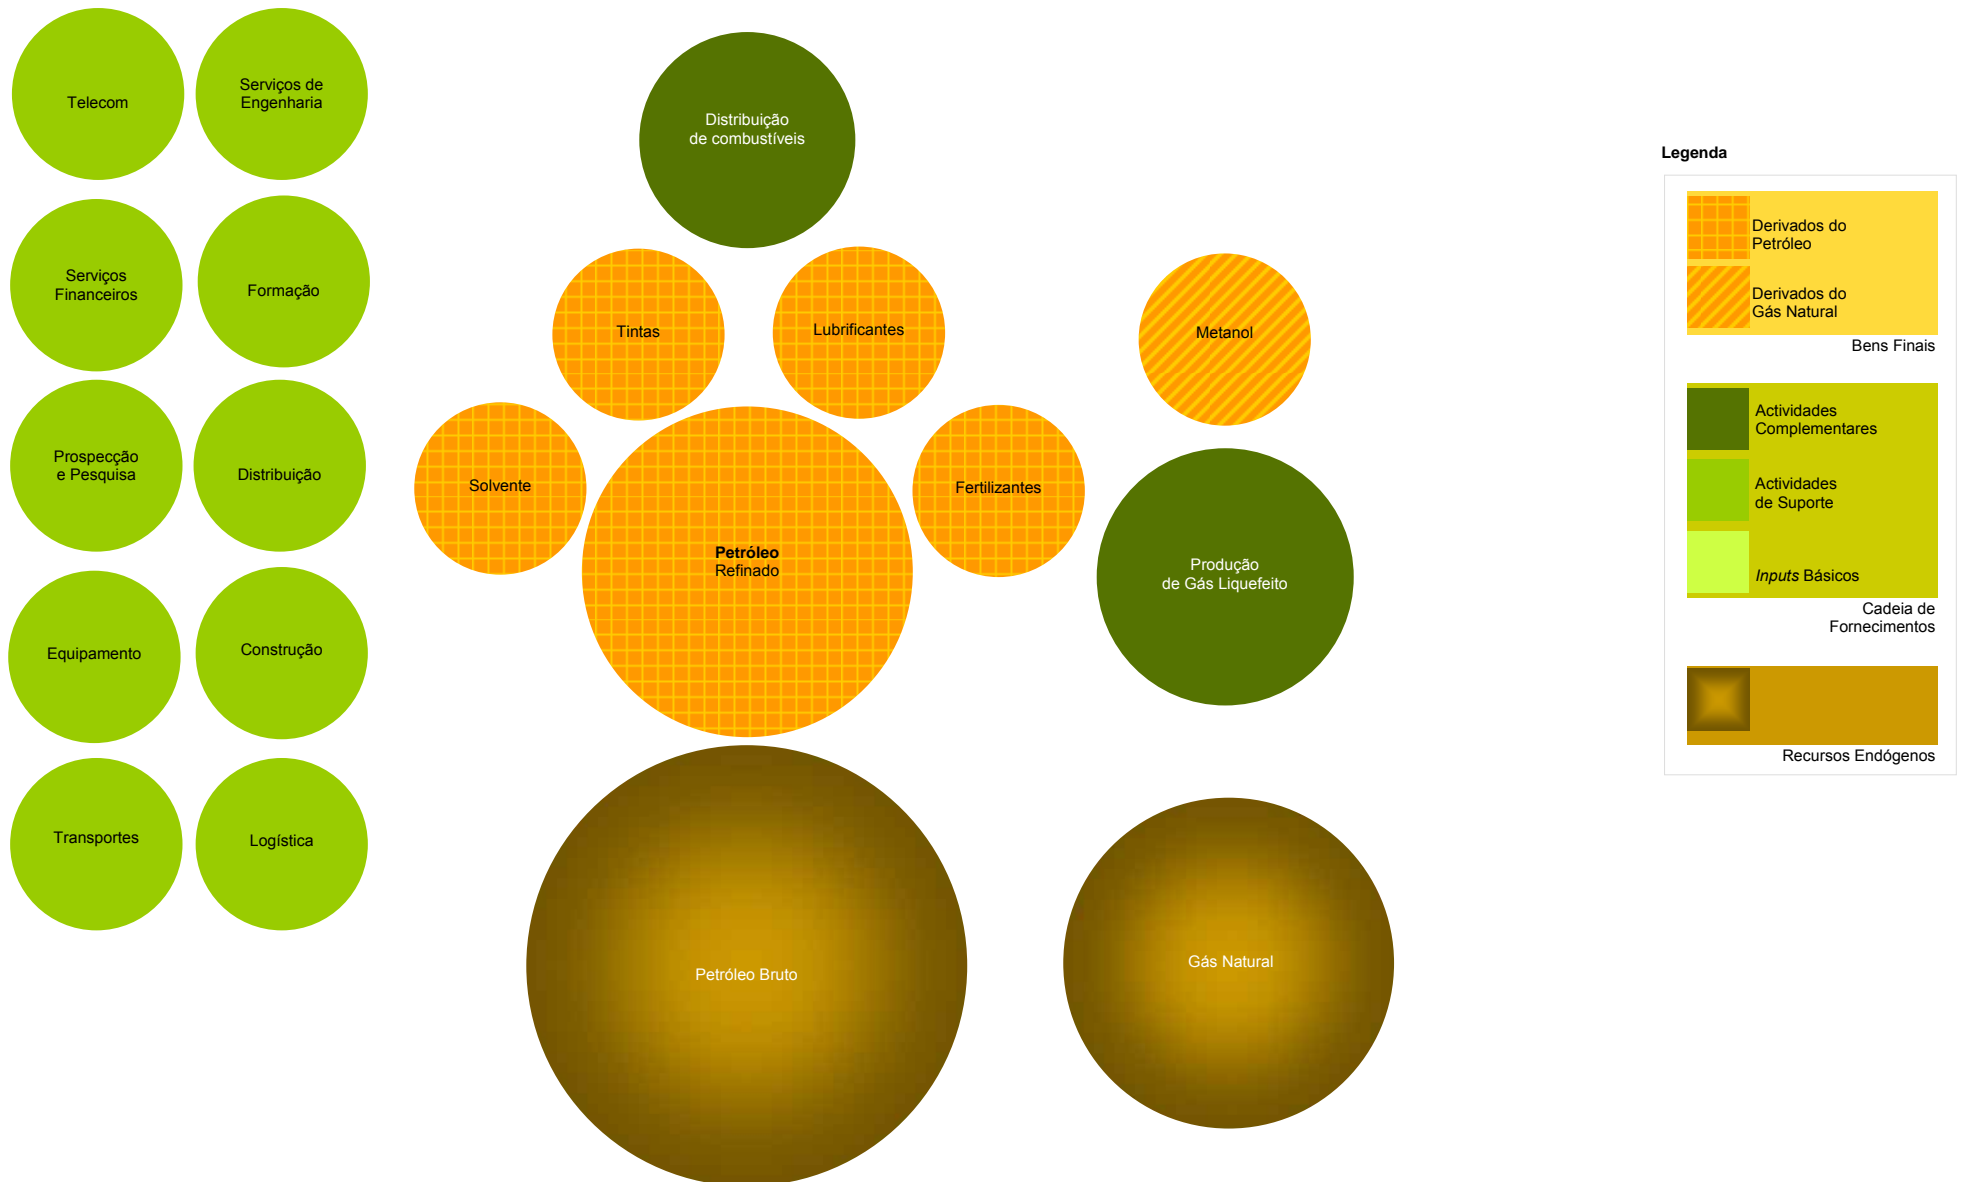 Telecom
Serviços de
Engenharia
Serviços
Financeiros
Formação
Prospecção
e Pesquisa
Distribuição
Equipamento
Construção
Transportes
Logística
Distribuição
de combustíveis
Tintas
Lubrificantes
Solvente
Fertilizantes
Petróleo
Refinado
Petróleo Bruto
Metanol
Produção
de Gás Liquefeito
Gás Natural
Legenda
Derivados do
Petróleo
Derivados do
Gás Natural
Bens Finais
Actividades
Complementares
Actividades
de Suporte
Inputs Básicos
Cadeia de
Fornecimentos
Recursos Endógenos